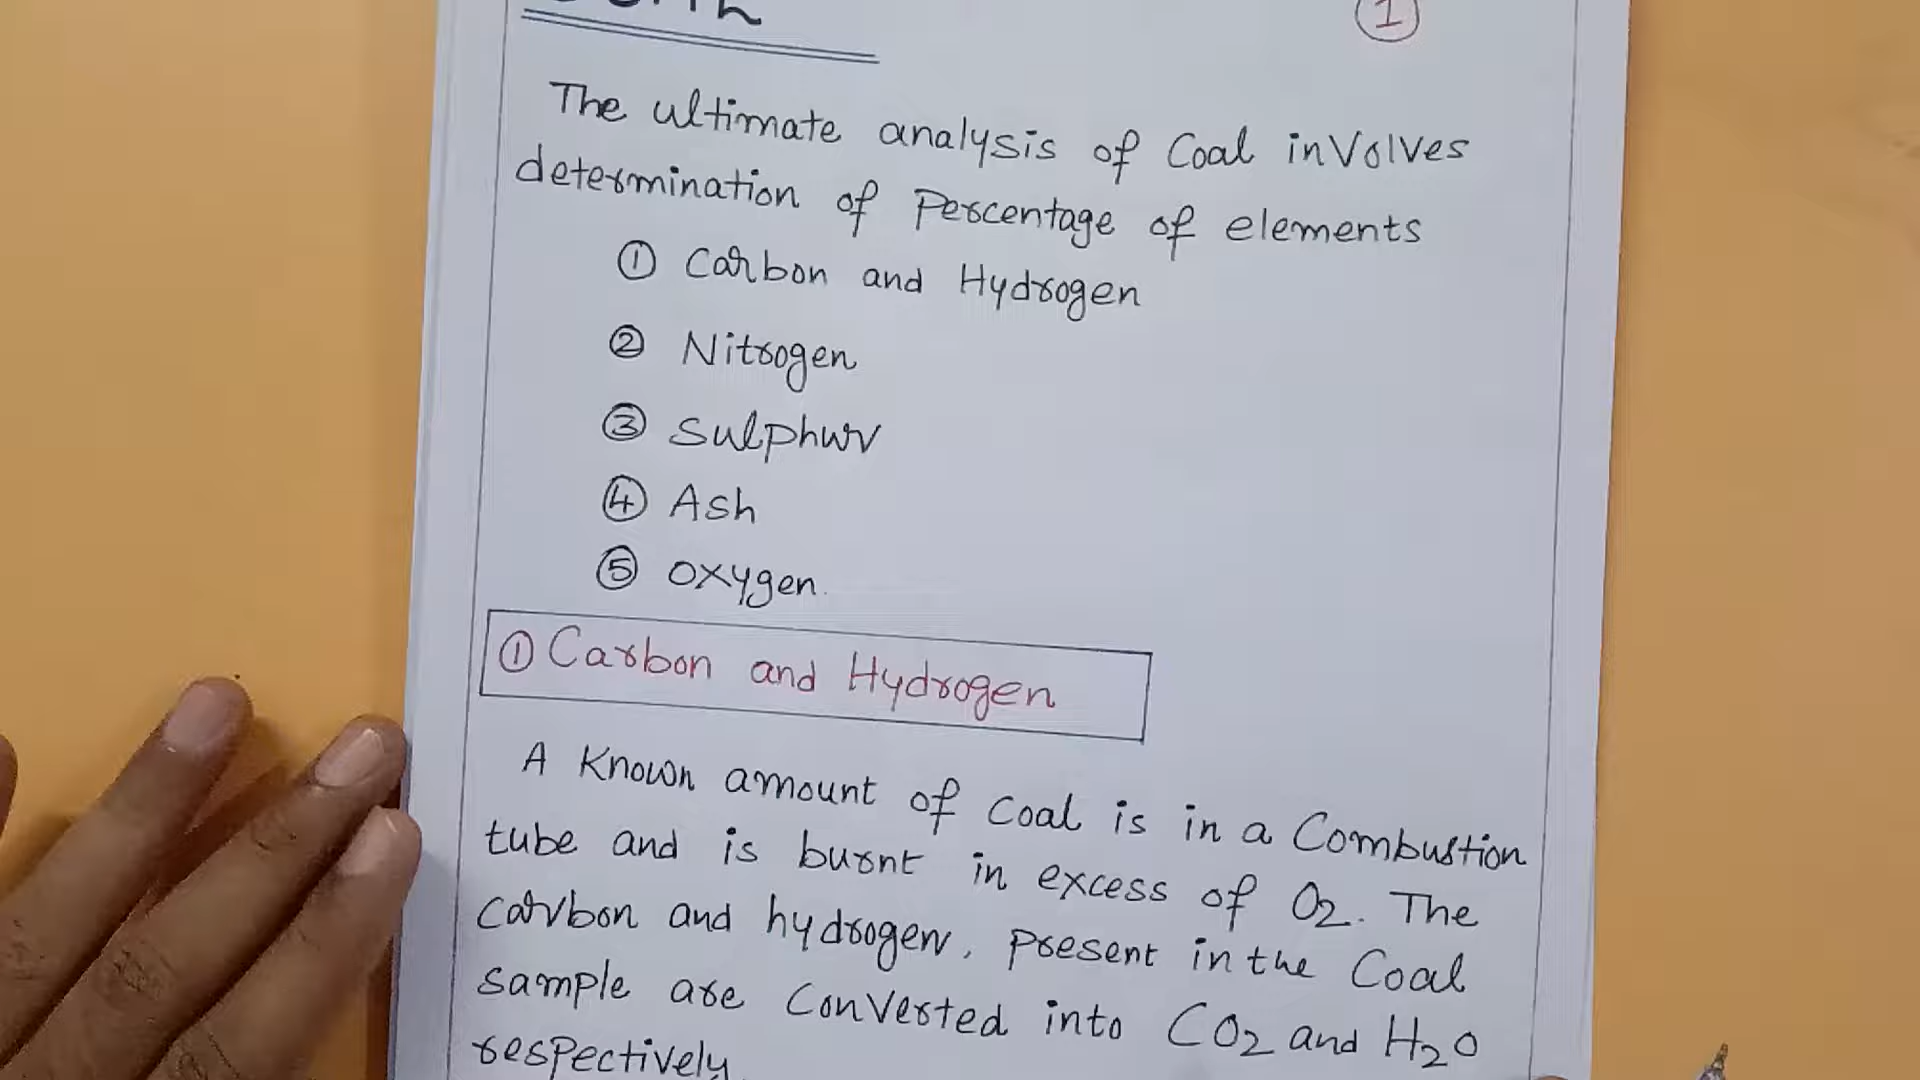 ①
The ultimate analysis of Coal inVolves
determination of Percentage of elements
① Carbon and Hydrogen
② Nitrogen
③ Sulphur
④ Ash
⑤ Oxygen.
① Carbon and Hydrogen
A Known amount of Coal is in a Combustion
tube and is burnt in excess of O2. The
carbon and hydrogen, present in the Coal
sample are Converted into CO2 and H2O
respectively